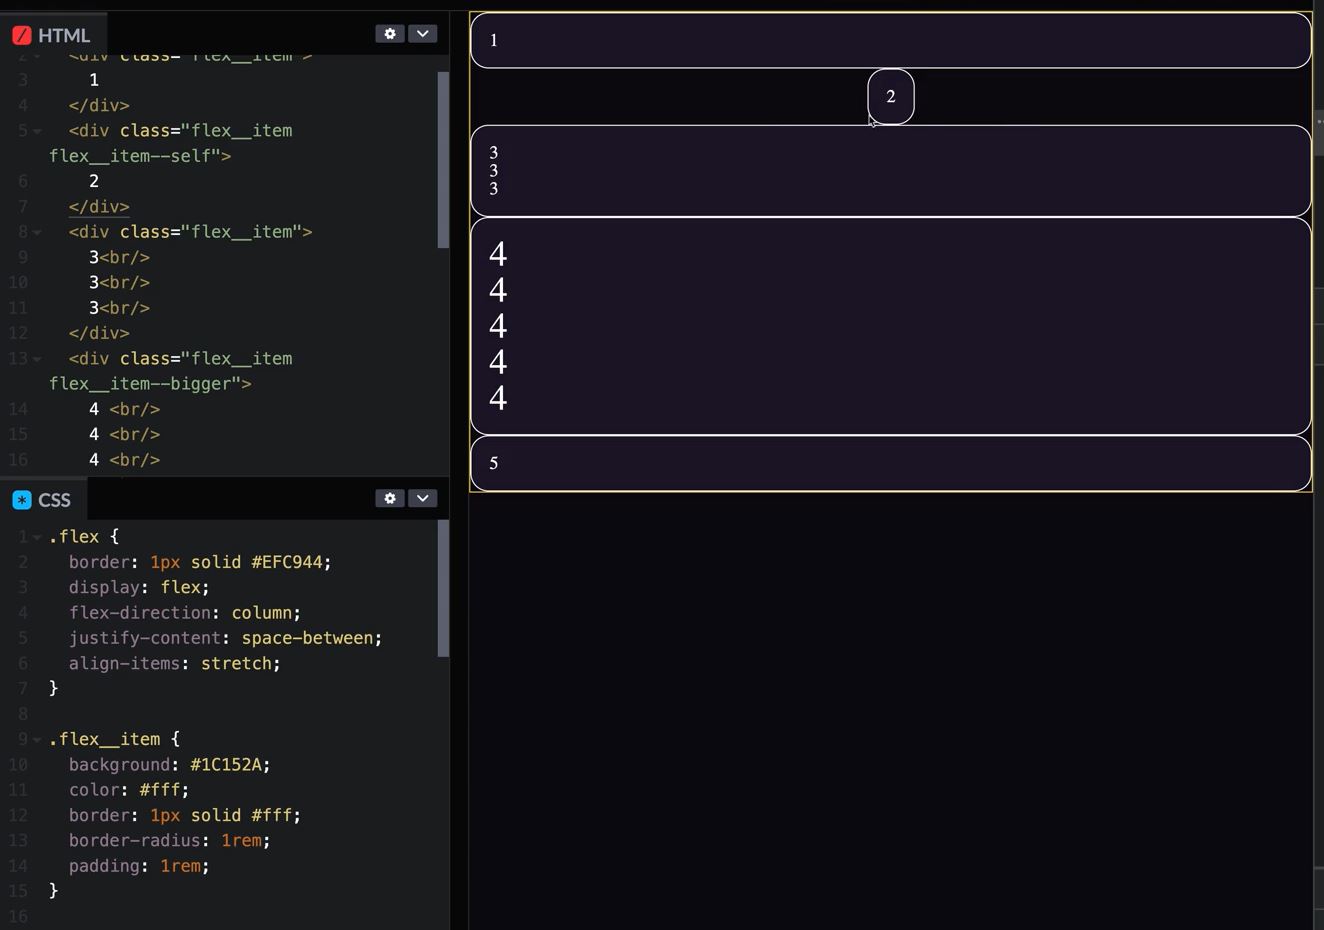 HTML
2 <div class="flex__item">
3 1
4 </div>
5 <div class="flex__item
flex__item--self">
6 2
7 </div>
8 <div class="flex__item">
9 3<br/>
10 3<br/>
11 3<br/>
12 </div>
13 <div class="flex__item
flex__item--bigger">
14 4 <br/>
15 4 <br/>
16 4 <br/>
CSS
1 .flex {
2 border: 1px solid #EFC944;
3 display: flex;
4 flex-direction: column;
5 justify-content: space-between;
6 align-items: stretch;
7 }
8
9 .flex__item {
10 background: #1C152A;
11 color: #fff;
12 border: 1px solid #fff;
13 border-radius: 1rem;
14 padding: 1rem;
15 }
16
1
2
3
3
3
4
4
4
4
4
5